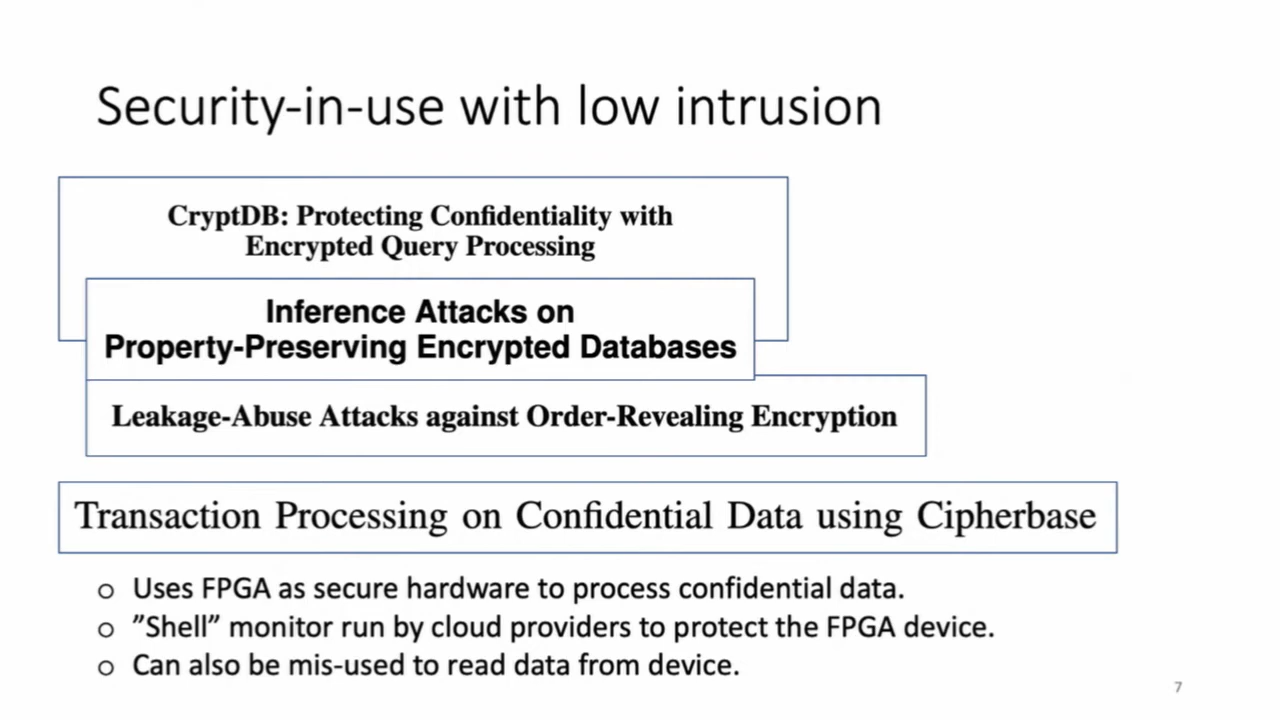 Security-in-use with low intrusion
CryptDB: Protecting Confidentiality with
Encrypted Query Processing
Inference Attacks on
Property-Preserving Encrypted Databases
Leakage-Abuse Attacks against Order-Revealing Encryption
Transaction Processing on Confidential Data using Cipherbase
o Uses FPGA as secure hardware to process confidential data.
o ”Shell” monitor run by cloud providers to protect the FPGA device.
o Can also be mis-used to read data from device.
7